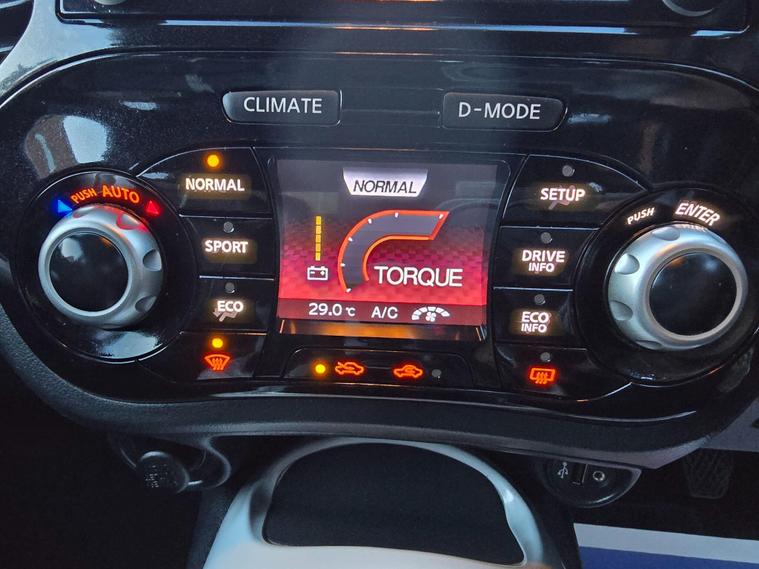 CLIMATE
D-MODE
PUSH AUTO
NORMAL
SPORT
ECO
NORMAL
TORQUE
29.0 °C A/C
SETUP
DRIVE
INFO
ECO
INFO
PUSH ENTER